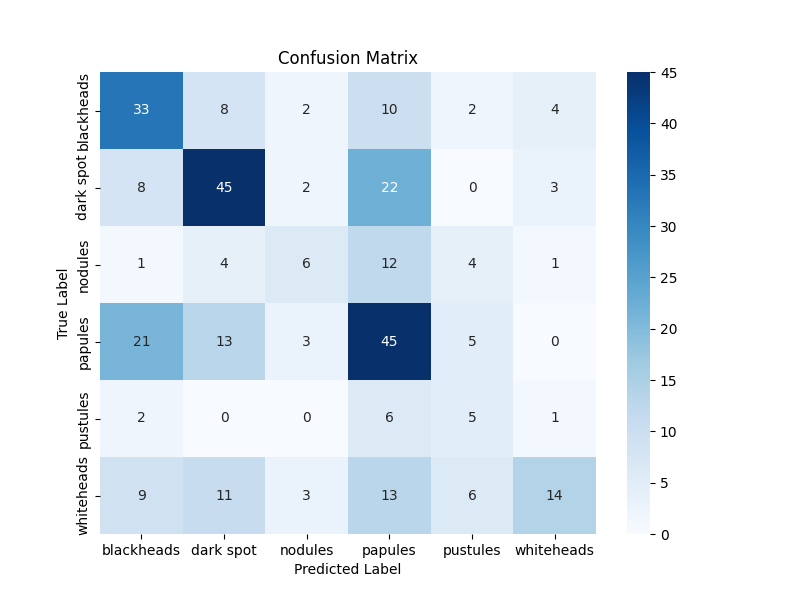 Confusion Matrix
blackheads 33 8 2 10 2 4
dark spot 8 45 2 22 0 3
nodules 1 4 6 12 4 1
papules 21 13 3 45 5 0
pustules 2 0 0 6 5 1
whiteheads 9 11 3 13 6 14
blackheads dark spot nodules papules pustules whiteheads
Predicted Label
True Label
45
40
35
30
25
20
15
10
5
0